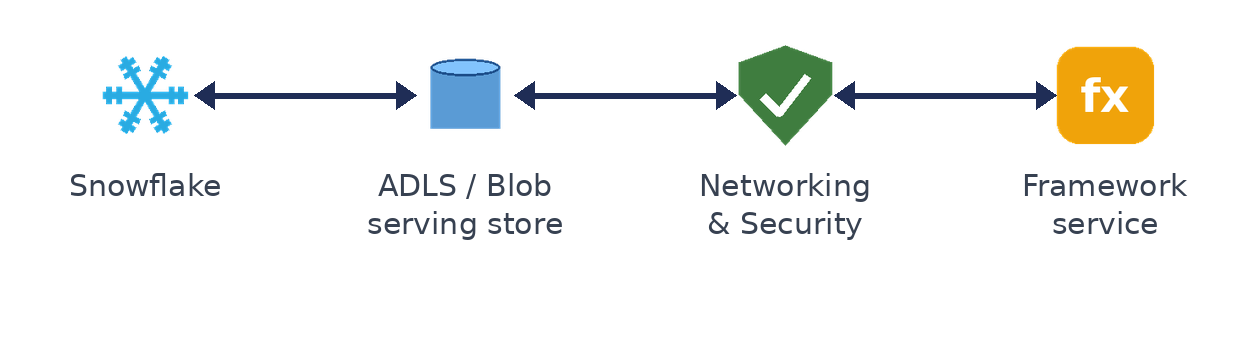 fx
Snowflake
ADLS / Blob
serving store
Networking
& Security
Framework
service